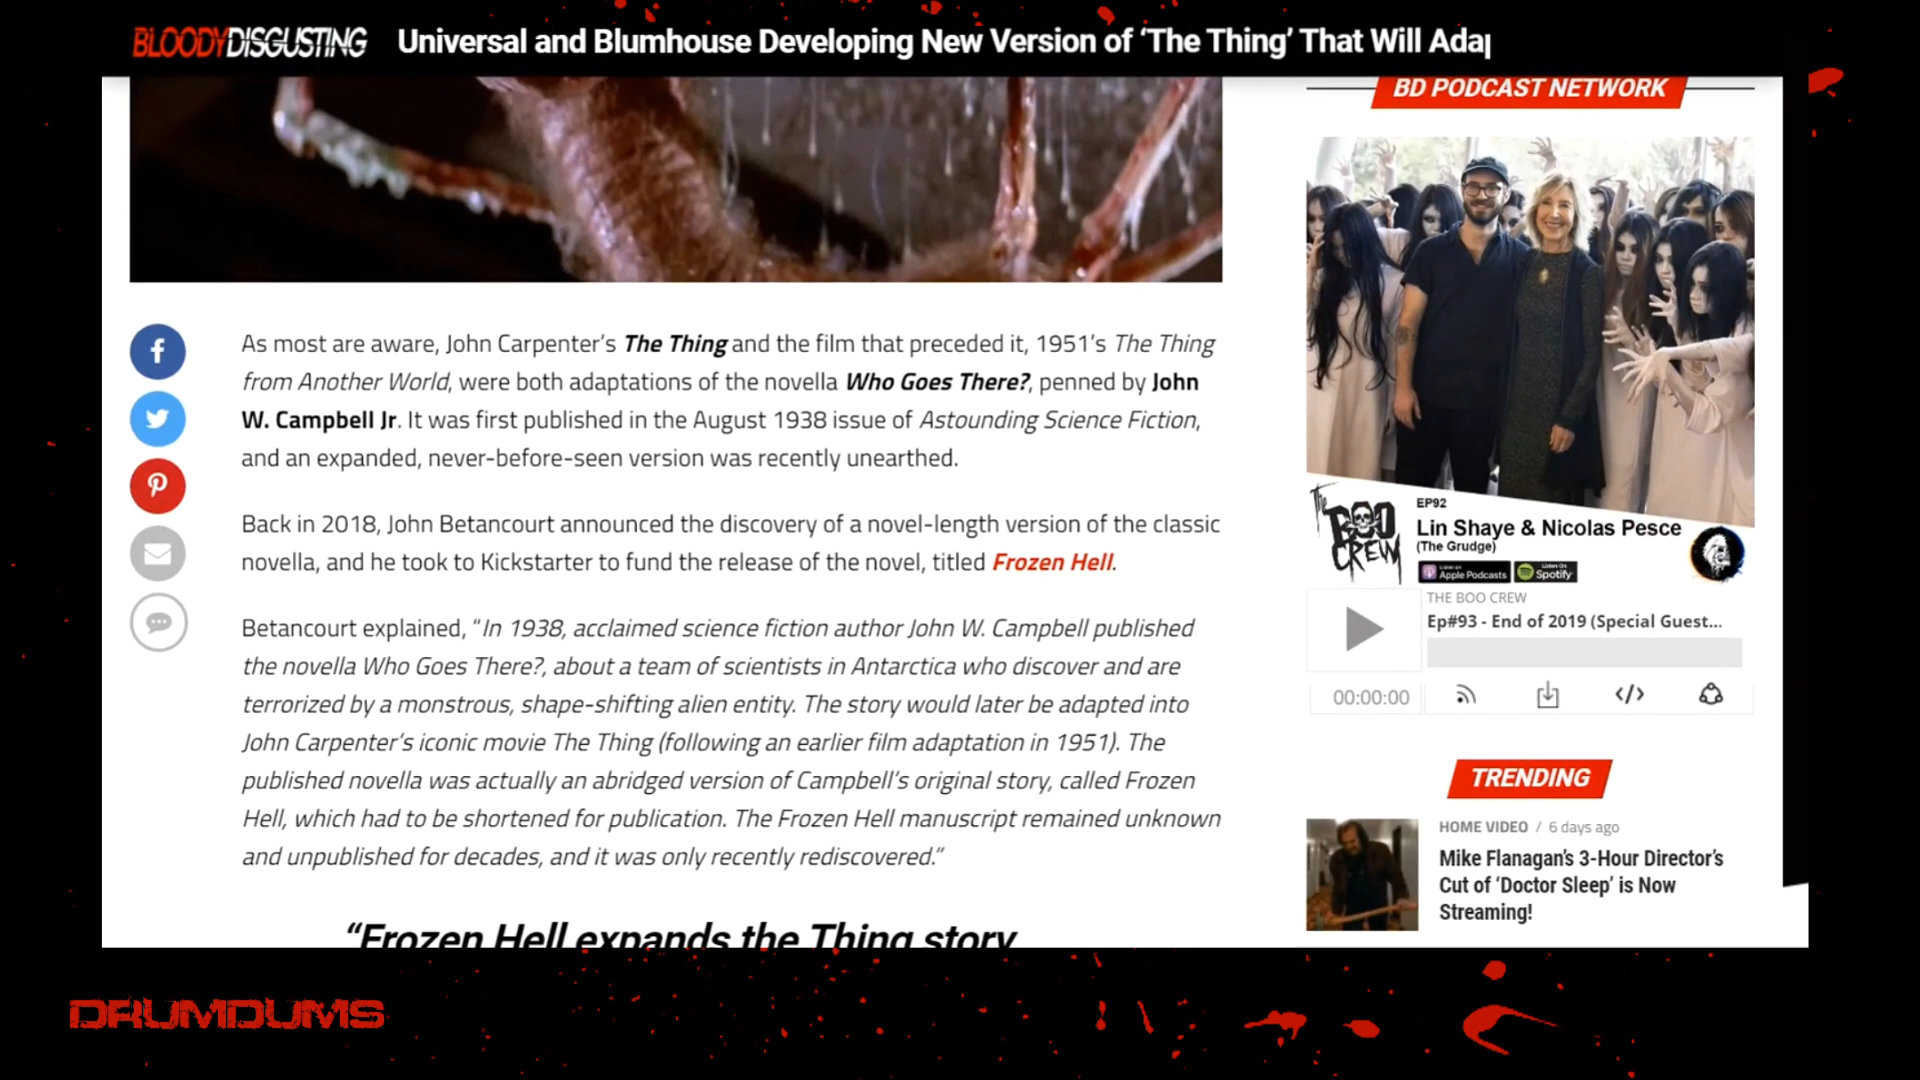 BLOODYDISGUSTING
Universal and Blumhouse Developing New Version of ‘The Thing’ That Will Adap
BD PODCAST NETWORK
As most are aware, John Carpenter’s The Thing and the film that preceded it, 1951’s The Thing
from Another World, were both adaptations of the novella Who Goes There?, penned by John
W. Campbell Jr. It was first published in the August 1938 issue of Astounding Science Fiction,
and an expanded, never-before-seen version was recently unearthed.
Back in 2018, John Betancourt announced the discovery of a novel-length version of the classic
novella, and he took to Kickstarter to fund the release of the novel, titled Frozen Hell.
Betancourt explained, “In 1938, acclaimed science fiction author John W. Campbell published
the novella Who Goes There?, about a team of scientists in Antarctica who discover and are
terrorized by a monstrous, shape-shifting alien entity. The story would later be adapted into
John Carpenter’s iconic movie The Thing (following an earlier film adaptation in 1951). The
published novella was actually an abridged version of Campbell’s original story, called Frozen
Hell, which had to be shortened for publication. The Frozen Hell manuscript remained unknown
and unpublished for decades, and it was only recently rediscovered.”
“Frozen Hell expands the Thing story
The BOO CREW
EP92
Lin Shaye & Nicolas Pesce
(The Grudge)
Listen on Apple Podcasts
Listen On Spotify
THE BOO CREW
Ep#93 - End of 2019 (Special Guest...
00:00:00
TRENDING
HOME VIDEO / 6 days ago
Mike Flanagan’s 3-Hour Director’s
Cut of ‘Doctor Sleep’ is Now
Streaming!
DRUMDUMS